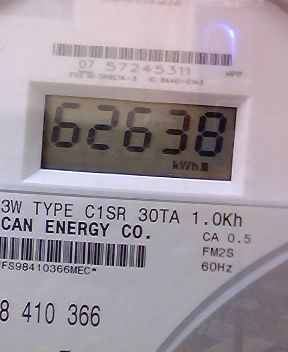 07 57245311 HPP
62638
kWh
3W TYPE C1SR 30TA 1.0Kh
CAN ENERGY CO. CA 0.5
FM2S
FS98410366MEC* 60Hz
8 410 366